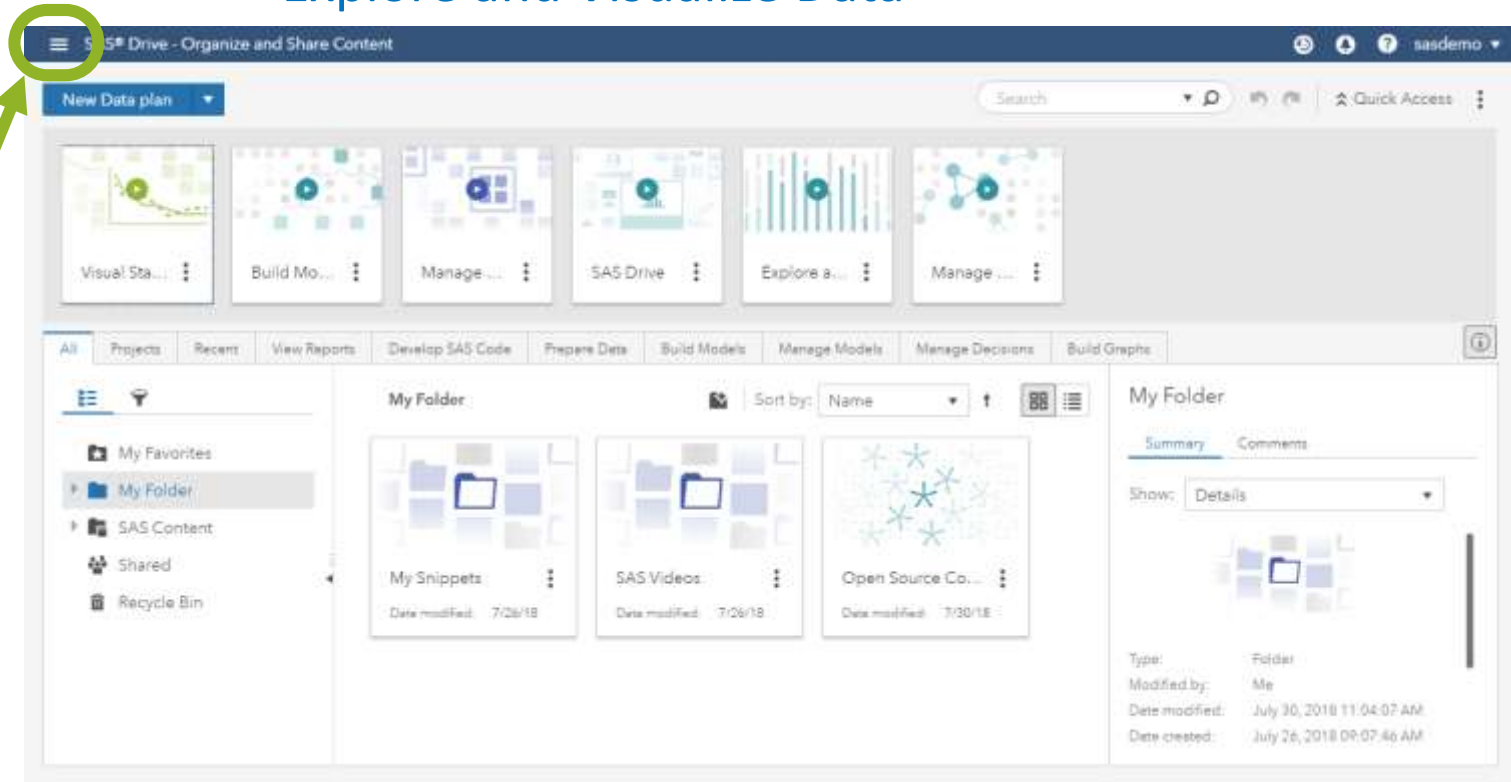 Explore and Visualize Data
SAS® Drive - Organize and Share Content
sasdemo
New Data plan
Search
Quick Access
Visual Sta...
Build Mo...
Manage ...
SAS Drive
Explore a...
Manage ...
All Projects Recent View Reports Develop SAS Code Prepare Data Build Models Manage Models Manage Decisions Build Graphs
My Folder
Sort by: Name
My Folder
Summary Comments
My Favorites
My Folder
Show: Details
SAS Content
Shared
Recycle Bin
My Snippets
Date modified: 7/26/18
SAS Videos
Date modified: 7/26/18
Open Source Co...
Date modified: 7/30/18
Type: Folder
Modified by: Me
Date modified: July 30, 2018 11:04:07 AM
Date created: July 26, 2018 09:07:46 AM